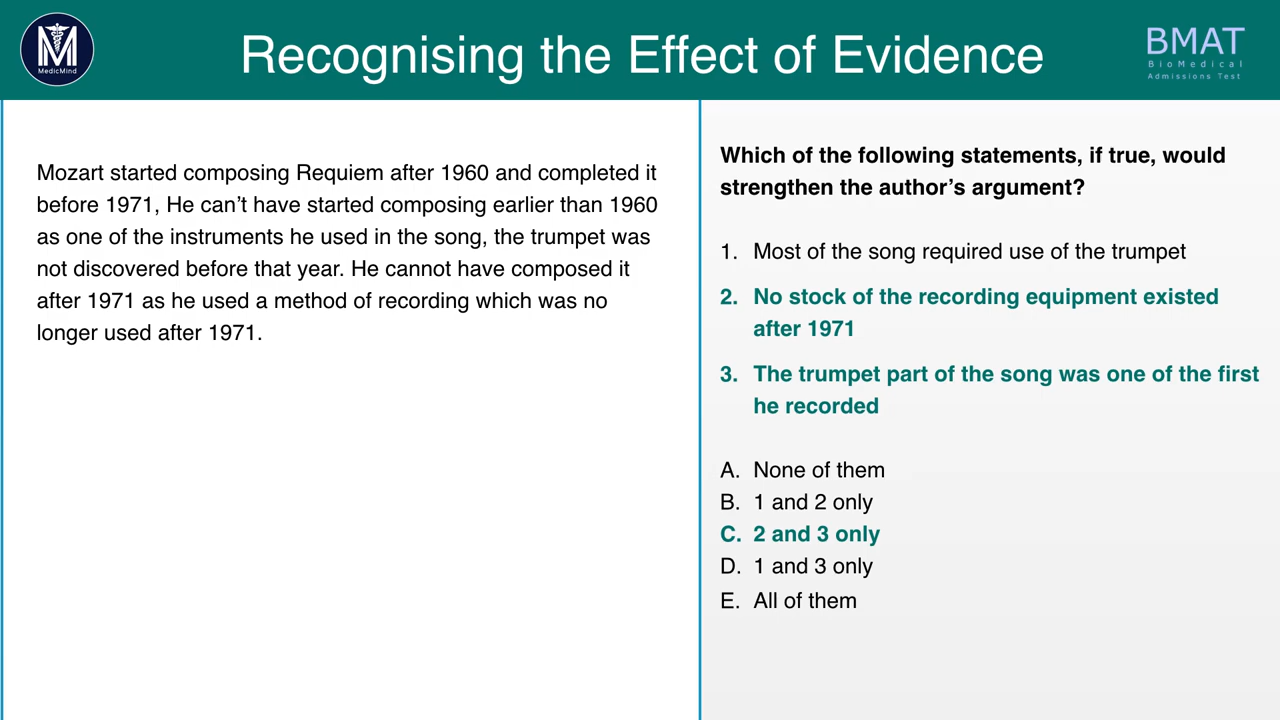 MedicMind
Recognising the Effect of Evidence
BMAT
BioMedical
Admissions Test
Mozart started composing Requiem after 1960 and completed it
before 1971, He can’t have started composing earlier than 1960
as one of the instruments he used in the song, the trumpet was
not discovered before that year. He cannot have composed it
after 1971 as he used a method of recording which was no
longer used after 1971.
Which of the following statements, if true, would
strengthen the author’s argument?
1. Most of the song required use of the trumpet
2. No stock of the recording equipment existed
after 1971
3. The trumpet part of the song was one of the first
he recorded
A. None of them
B. 1 and 2 only
C. 2 and 3 only
D. 1 and 3 only
E. All of them